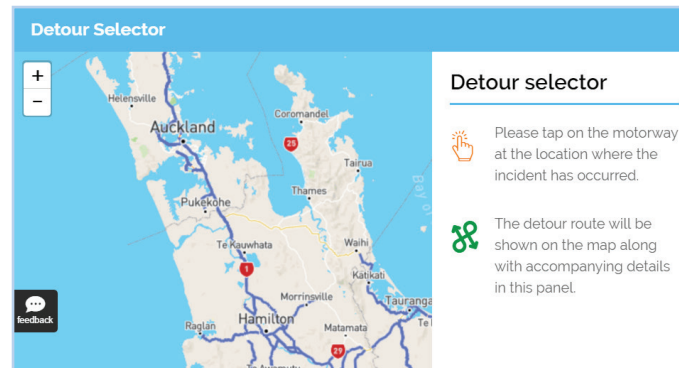 Detour Selector
+
−
Helensville
Auckland
Coromandel
25
Tairua
Thames
Pukekohe
Te Kauwhata
Waihi
1
Katikati
Morrinsville
Tauranga
feedback
Raglan
Hamilton
Matamata
29
Te Awamutu
Detour selector
Please tap on the motorway
at the location where the
incident has occurred.
The detour route will be
shown on the map along
with accompanying details
in this panel.